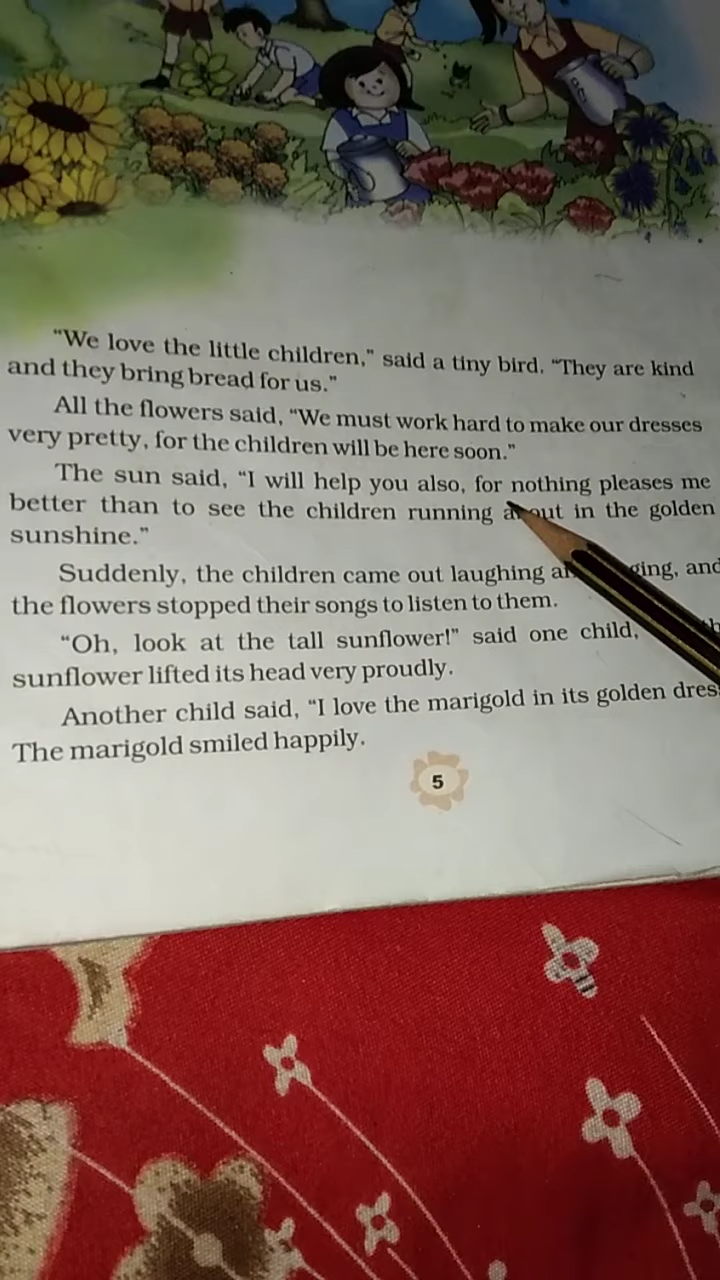 “We love the little children,” said a tiny bird. “They are kind
and they bring bread for us.”
All the flowers said, “We must work hard to make our dresses
very pretty, for the children will be here soon.”
The sun said, “I will help you also, for nothing pleases me
better than to see the children running about in the golden
sunshine.”
Suddenly, the children came out laughing and
the flowers stopped their songs to listen to them.
“Oh, look at the tall sunflower!” said one child,
sunflower lifted its head very proudly.
Another child said, “I love the marigold in its golden
The marigold smiled happily.
5